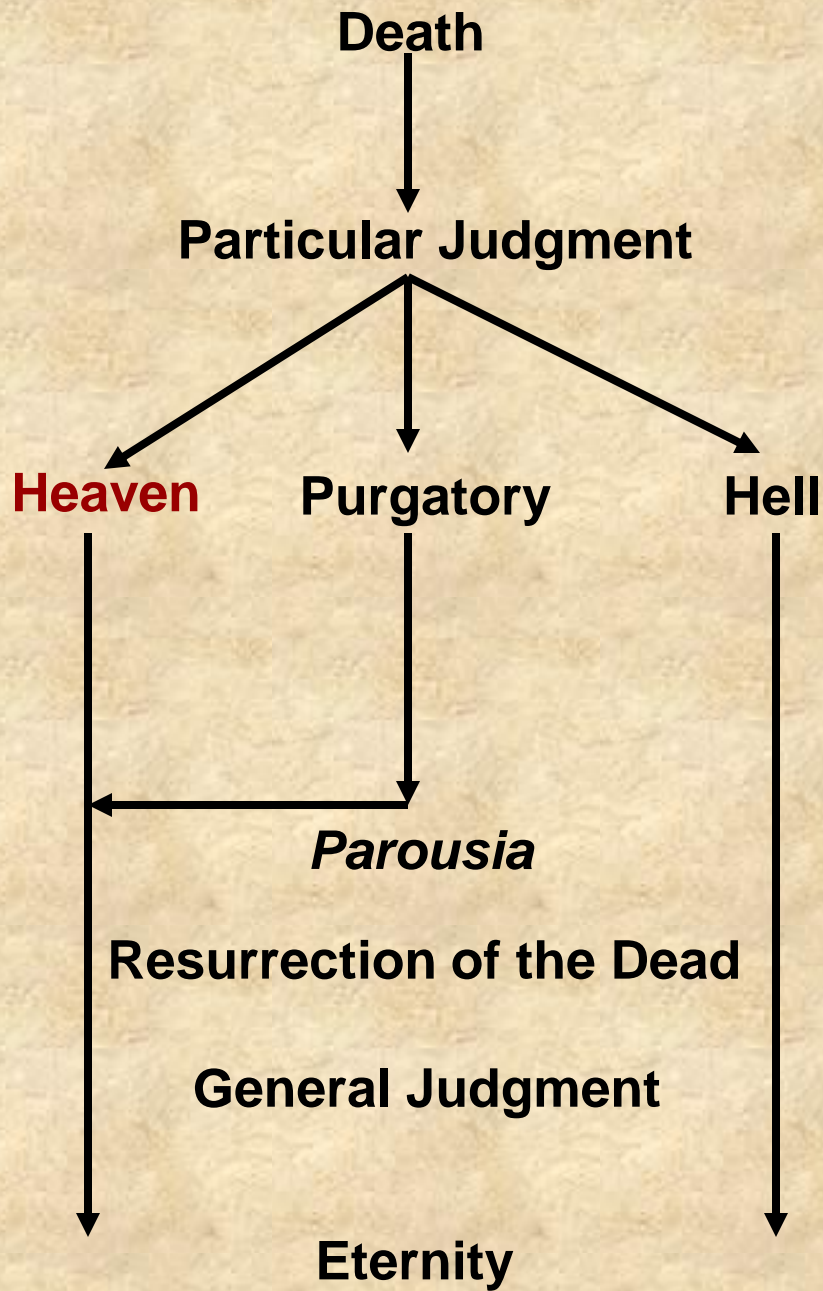 Death
Particular Judgment
Heaven Purgatory Hell
Parousia
Resurrection of the Dead
General Judgment
Eternity